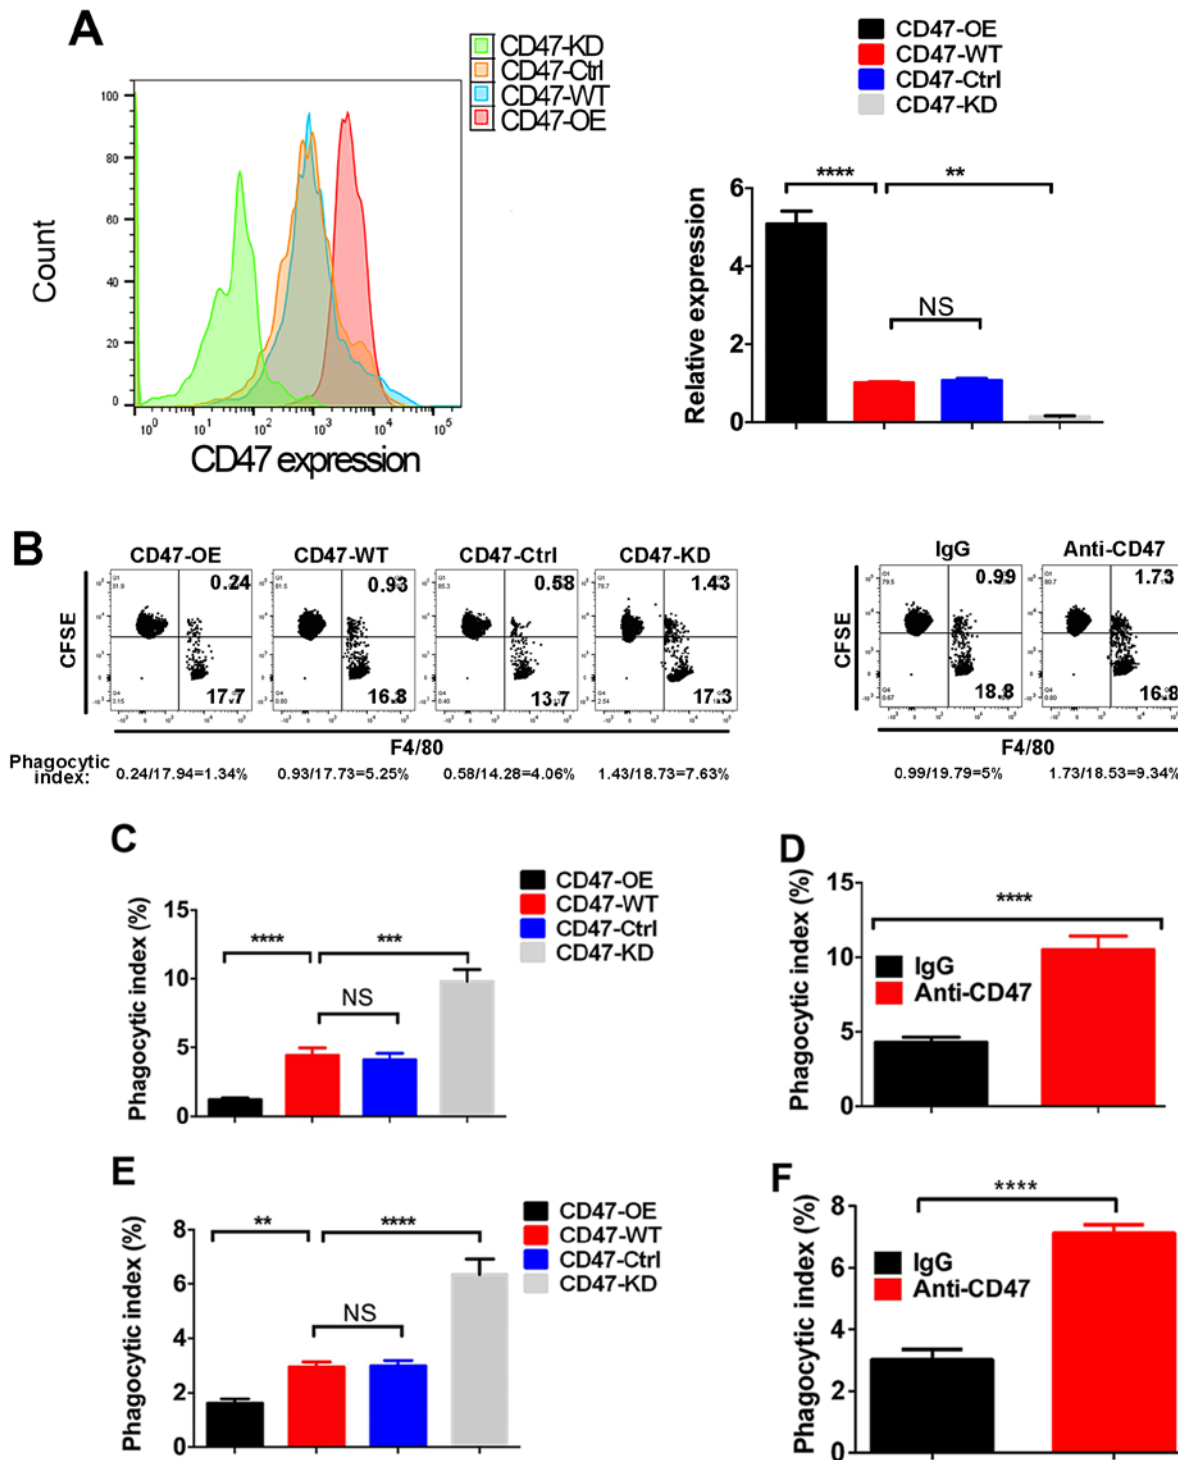 A
CD47-KD
CD47-Ctrl
CD47-WT
CD47-OE
Count
100
80
60
40
20
0
10^0 10^1 10^2 10^3 10^4 10^5
CD47 expression
CD47-OE
CD47-WT
CD47-Ctrl
CD47-KD
Relative expression
6
4
2
0
**** **
NS
B
CD47-OE CD47-WT CD47-Ctrl CD47-KD IgG Anti-CD47
CFSE
0.24 0.93 0.58 1.43
17.7 16.8 13.7 17.3
F4/80
CFSE
0.99 1.73
18.8 16.8
F4/80
Phagocytic
index:
0.24/17.94=1.34% 0.93/17.73=5.25% 0.58/14.28=4.06% 1.43/18.73=7.63% 0.99/19.79=5% 1.73/18.53=9.34%
C
Phagocytic index (%)
15
10
5
0
**** ***
NS
CD47-OE
CD47-WT
CD47-Ctrl
CD47-KD
D
Phagocytic index (%)
15
10
5
0
****
IgG
Anti-CD47
E
Phagocytic index (%)
8
6
4
2
0
** ****
NS
CD47-OE
CD47-WT
CD47-Ctrl
CD47-KD
F
Phagocytic index (%)
8
6
4
2
0
****
IgG
Anti-CD47